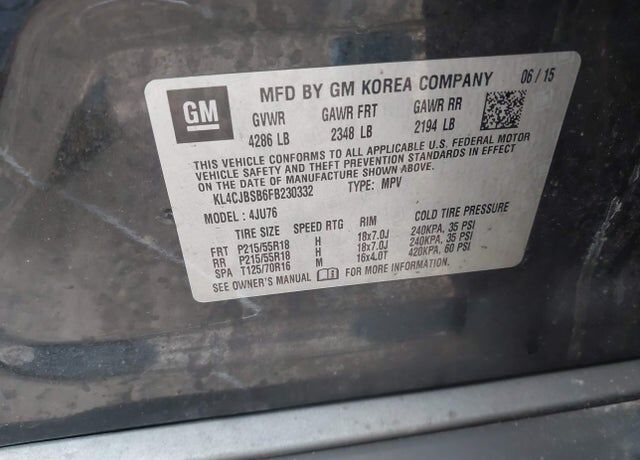 MFD BY GM KOREA COMPANY 06/15
GM
GVWR GAWR FRT GAWR RR
4286 LB 2348 LB 2194 LB
THIS VEHICLE CONFORMS TO ALL APPLICABLE U.S. FEDERAL MOTOR
VEHICLE SAFETY AND THEFT PREVENTION STANDARDS IN EFFECT
ON THE DATE OF MANUFACTURE SHOWN ABOVE.
KL4CJBSB6FB230332 TYPE: MPV
MODEL: 4JU76
TIRE SIZE SPEED RTG RIM COLD TIRE PRESSURE
FRT P215/55R18 H 18x7.0J 240KPA, 35 PSI
RR P215/55R18 H 18x7.0J 240KPA, 35 PSI
SPA T125/70R16 M 16x4.0T 420KPA, 60 PSI
SEE OWNER'S MANUAL FOR MORE INFORMATION.